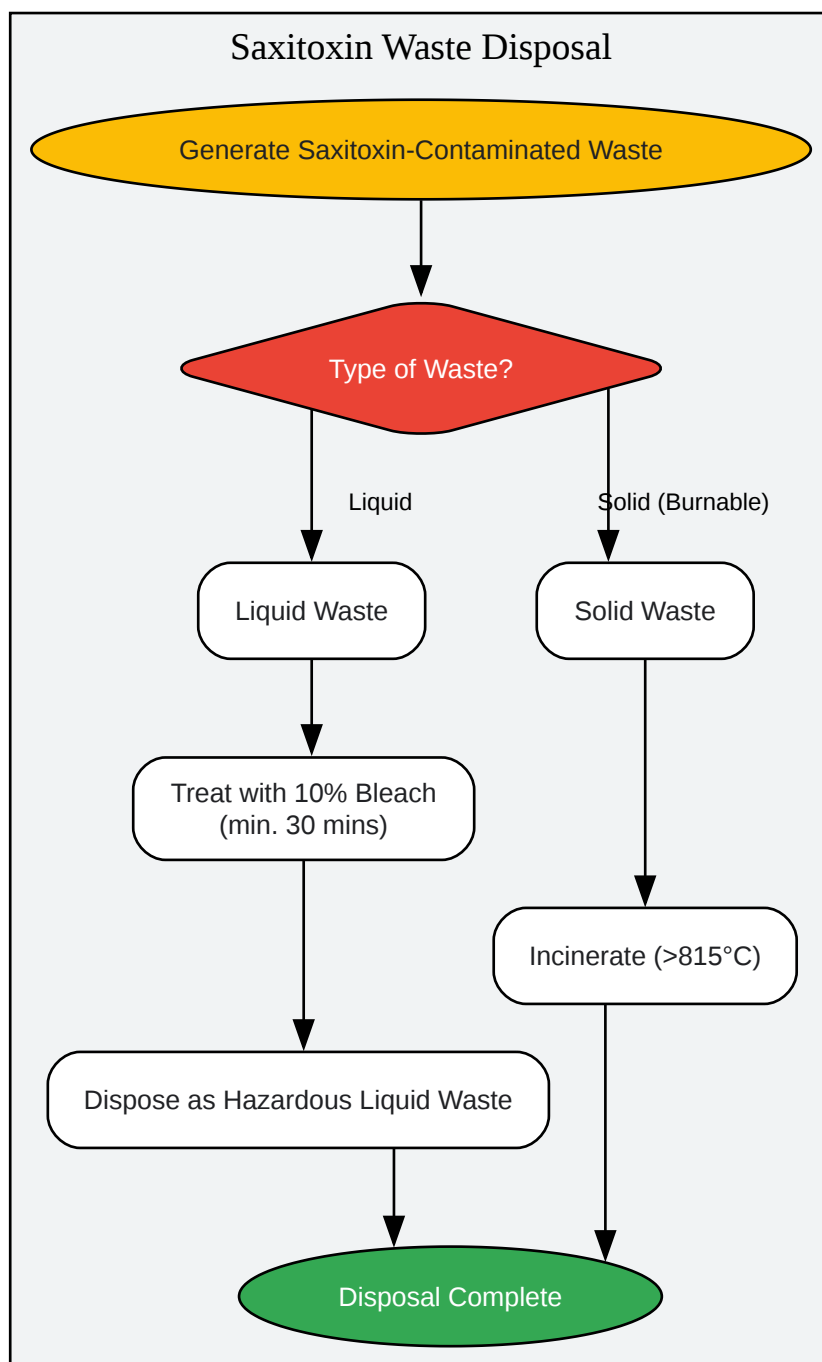 Saxitoxin Waste Disposal
Generate Saxitoxin-Contaminated Waste
Type of Waste?
Liquid
Solid (Burnable)
Liquid Waste
Solid Waste
Treat with 10% Bleach
(min. 30 mins)
Incinerate (>815°C)
Dispose as Hazardous Liquid Waste
Disposal Complete